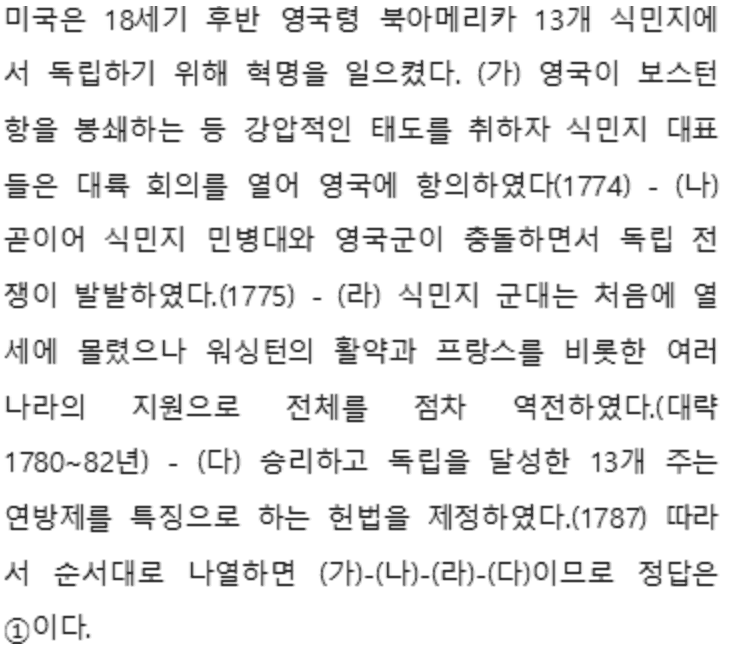 미국은 18세기 후반 영국령 북아메리카 13개 식민지에
서 독립하기 위해 혁명을 일으켰다. (가) 영국이 보스턴
항을 봉쇄하는 등 강압적인 태도를 취하자 식민지 대표
들은 대륙 회의를 열어 영국에 항의하였다(1774) - (나)
곧이어 식민지 민병대와 영국군이 충돌하면서 독립 전
쟁이 발발하였다.(1775) - (라) 식민지 군대는 처음에 열
세에 몰렸으나 워싱턴의 활약과 프랑스를 비롯한 여러
나라의 지원으로 전체를 점차 역전하였다.(대략
1780~82년) - (다) 승리하고 독립을 달성한 13개 주는
연방제를 특징으로 하는 헌법을 제정하였다.(1787) 따라
서 순서대로 나열하면 (가)-(나)-(라)-(다)이므로 정답은
①이다.